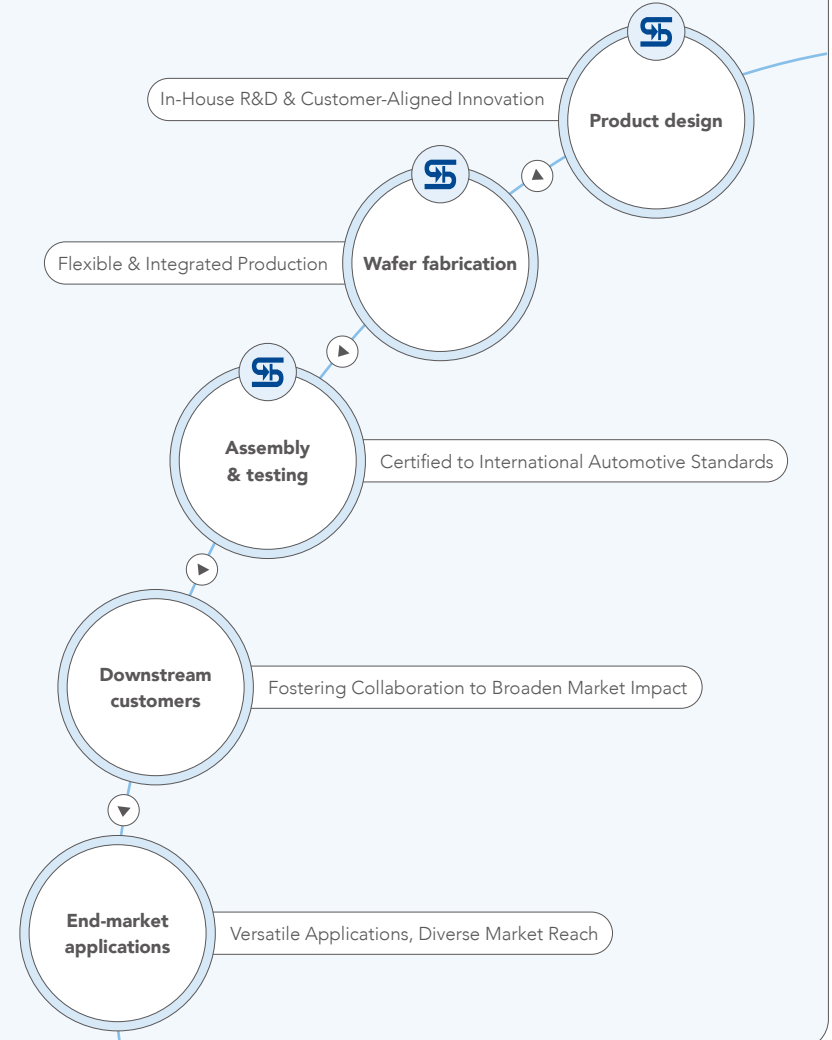 In-House R&D & Customer-Aligned Innovation
Product design
Flexible & Integrated Production
Wafer fabrication
Assembly
& testing
Certified to International Automotive Standards
Downstream
customers
Fostering Collaboration to Broaden Market Impact
End-market
applications
Versatile Applications, Diverse Market Reach